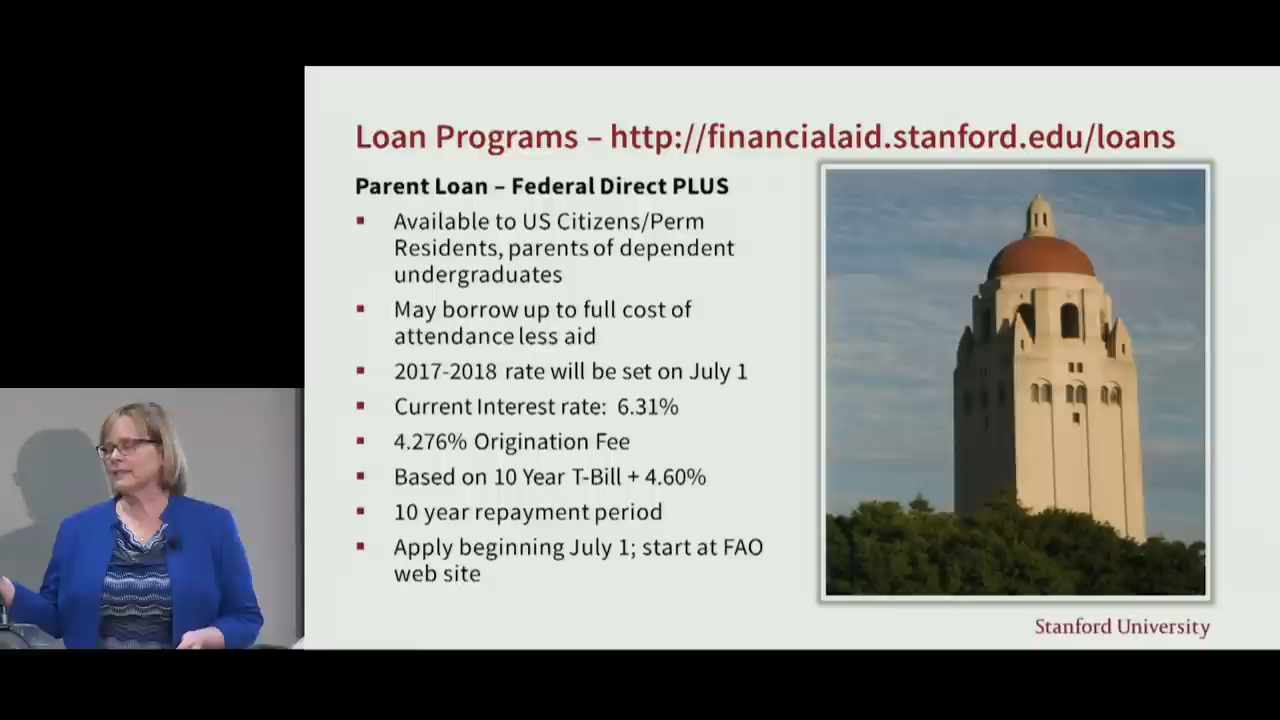 Loan Programs – http://financialaid.stanford.edu/loans
Parent Loan – Federal Direct PLUS
▪ Available to US Citizens/Perm
Residents, parents of dependent
undergraduates
▪ May borrow up to full cost of
attendance less aid
▪ 2017-2018 rate will be set on July 1
▪ Current Interest rate: 6.31%
▪ 4.276% Origination Fee
▪ Based on 10 Year T-Bill + 4.60%
▪ 10 year repayment period
▪ Apply beginning July 1; start at FAO
web site
Stanford University